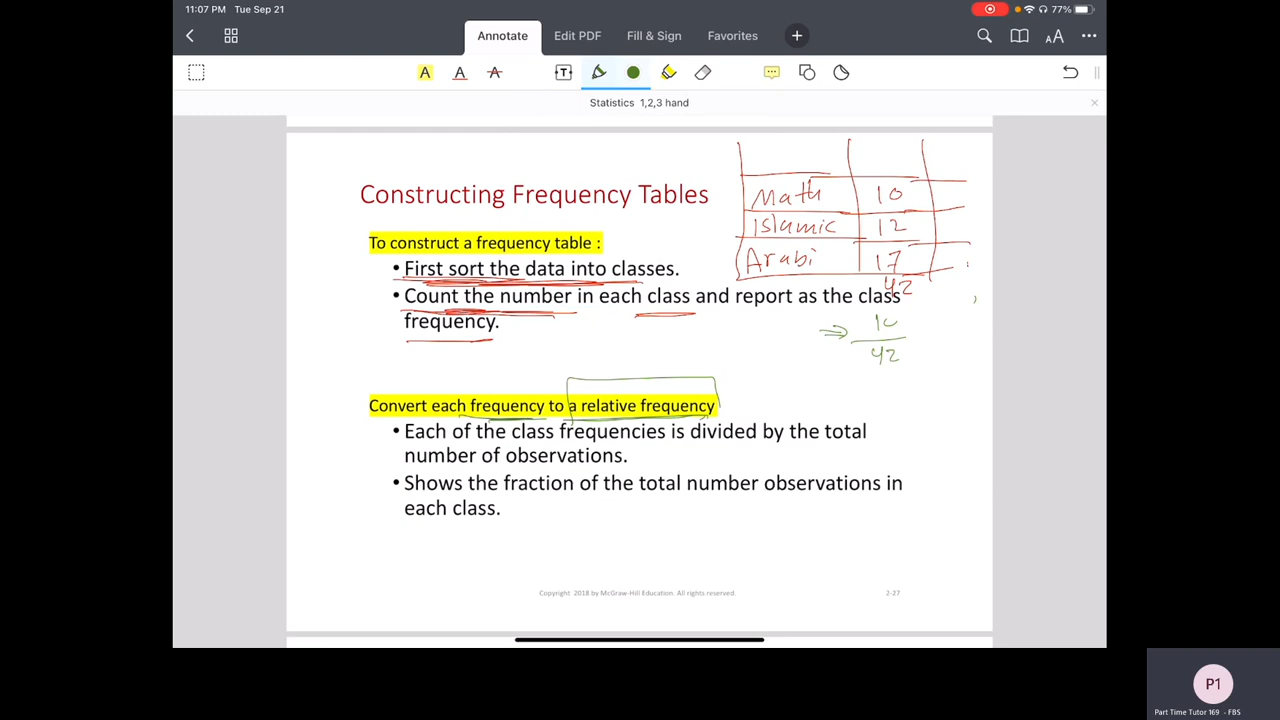 11:07 PM Tue Sep 21
77%
Annotate Edit PDF Fill & Sign Favorites
A A A T AA
Statistics 1,2,3 hand
Constructing Frequency Tables
Math 10
Islamic 12
Arabi 17
42
To construct a frequency table :
• First sort the data into classes.
• Count the number in each class and report as the class
frequency.
10
42
Convert each frequency to a relative frequency
• Each of the class frequencies is divided by the total
number of observations.
• Shows the fraction of the total number observations in
each class.
Copyright 2018 by McGraw-Hill Education. All rights reserved.
2-27
P1
Part Time Tutor 169 - FBS